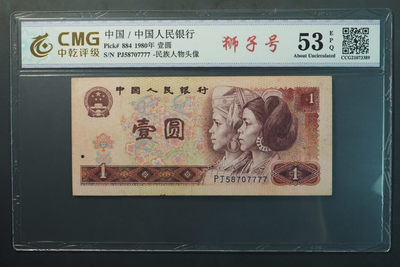 CMG
中乾评级
中国 / 中国人民银行
Pick# 884 1980年 壹圆
S/N PJ58707777 -民族人物头像
狮子号
53
EPQ
About Uncirculated
CCG21073389
中国人民银行
1
壹圆
1
PJ58707777
1